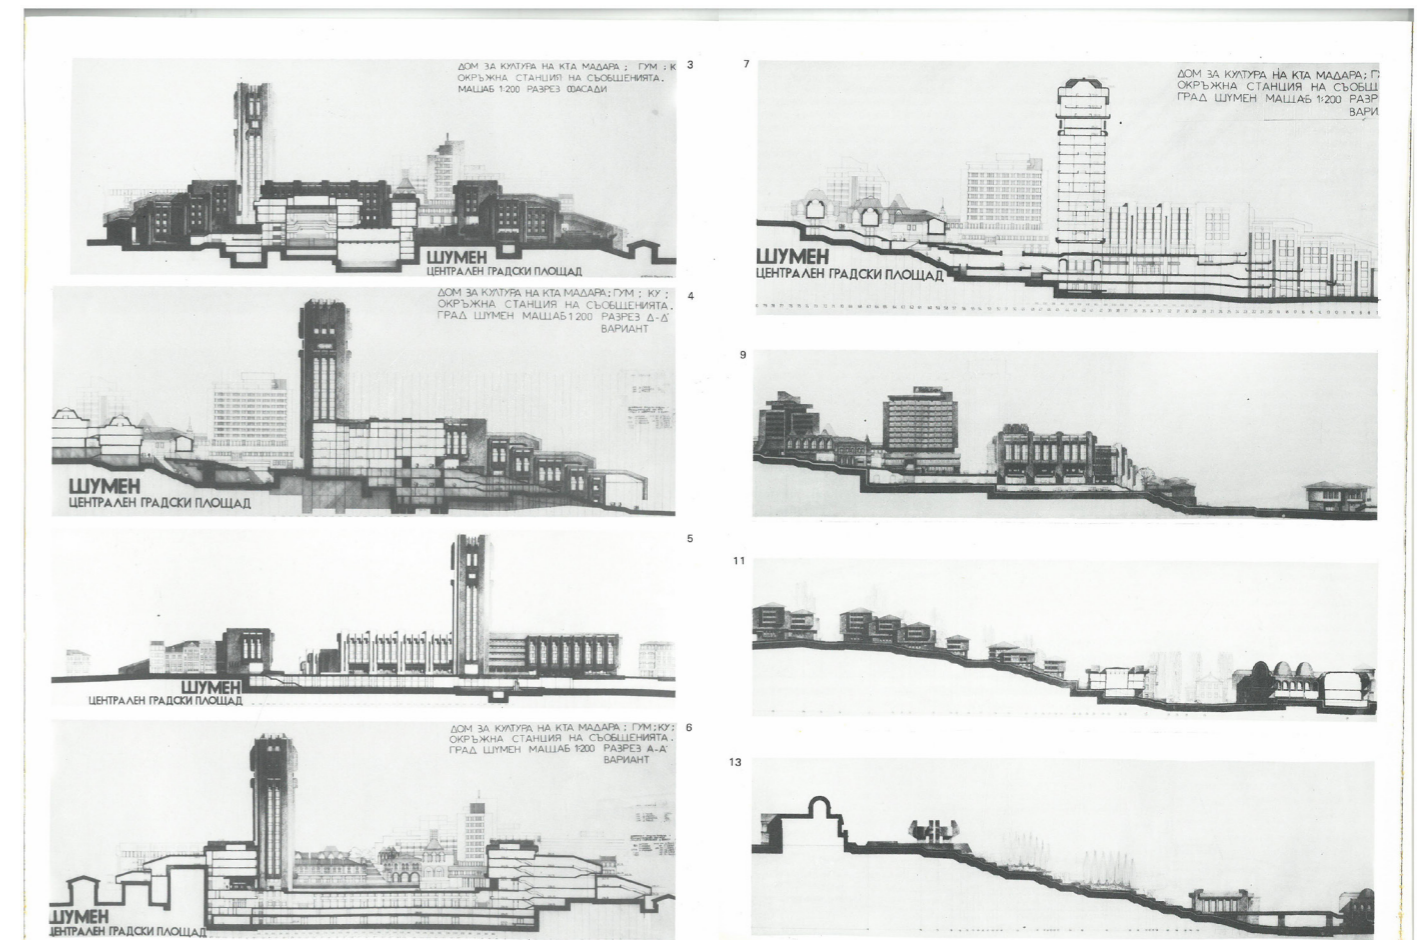 3
ДОМ ЗА КУЛТУРА НА КТА МАДАРА ; ГУМ ; К
ОКРЪЖНА СТАНЦИЯ НА СЪОБЩЕНИЯТА.
МАЩАБ 1:200 РАЗРЕЗ ФАСАДИ
ШУМЕН
ЦЕНТРАЛЕН ГРАДСКИ ПЛОЩАД
4
ДОМ ЗА КУЛТУРА НА КТА МАДАРА ; ГУМ ; КУ ;
ОКРЪЖНА СТАНЦИЯ НА СЪОБЩЕНИЯТА.
ГРАД ШУМЕН МАЩАБ 1:200 РАЗРЕЗ Д-Д'
ВАРИАНТ
ШУМЕН
ЦЕНТРАЛЕН ГРАДСКИ ПЛОЩАД
5
ШУМЕН
ЦЕНТРАЛЕН ГРАДСКИ ПЛОЩАД
6
ДОМ ЗА КУЛТУРА НА КТА МАДАРА ; ГУМ ; КУ ;
ОКРЪЖНА СТАНЦИЯ НА СЪОБЩЕНИЯТА.
ГРАД ШУМЕН МАЩАБ 1:200 РАЗРЕЗ А-А'
ВАРИАНТ
ШУМЕН
ЦЕНТРАЛЕН ГРАДСКИ ПЛОЩАД
7
ДОМ ЗА КУЛТУРА НА КТА МАДАРА ; Г
ОКРЪЖНА СТАНЦИЯ НА СЪОБЩ
ГРАД ШУМЕН МАЩАБ 1:200 РАЗР
ВАРИ
ШУМЕН
ЦЕНТРАЛЕН ГРАДСКИ ПЛОЩАД
9
11
13